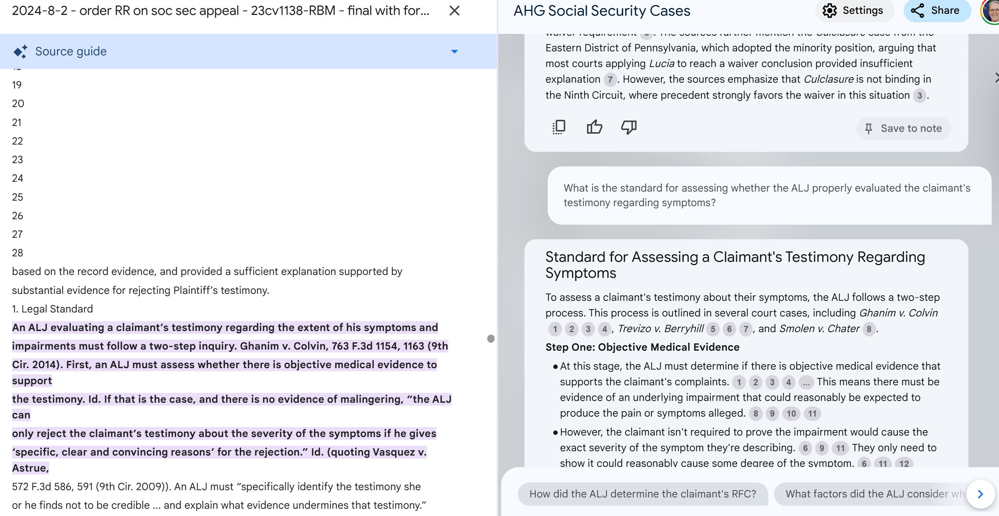 2024-8-2 - order RR on soc sec appeal - 23cv1138-RBM - final with for...
Source guide
19
20
21
22
23
24
25
26
27
28
based on the record evidence, and provided a sufficient explanation supported by
substantial evidence for rejecting Plaintiff’s testimony.
1. Legal Standard
An ALJ evaluating a claimant’s testimony regarding the extent of his symptoms and
impairments must follow a two-step inquiry. Ghanim v. Colvin, 763 F.3d 1154, 1163 (9th
Cir. 2014). First, an ALJ must assess whether there is objective medical evidence to
support
the testimony. Id. If that is the case, and there is no evidence of malingering, “the ALJ
can
only reject the claimant’s testimony about the severity of the symptoms if he gives
‘specific, clear and convincing reasons’ for the rejection.” Id. (quoting Vasquez v.
Astrue,
572 F.3d 586, 591 (9th Cir. 2009)). An ALJ must “specifically identify the testimony she
or he finds not to be credible ... and explain what evidence undermines that testimony.”
AHG Social Security Cases
Settings
Share
waiver requirement . The sources further mention the Culclasure case from the
Eastern District of Pennsylvania, which adopted the minority position, arguing that
most courts applying Lucia to reach a waiver conclusion provided insufficient
explanation 7 . However, the sources emphasize that Culclasure is not binding in
the Ninth Circuit, where precedent strongly favors the waiver in this situation 3 .
Save to note
What is the standard for assessing whether the ALJ properly evaluated the claimant's
testimony regarding symptoms?
Standard for Assessing a Claimant's Testimony Regarding
Symptoms
To assess a claimant's testimony about their symptoms, the ALJ follows a two-step
process. This process is outlined in several court cases, including Ghanim v. Colvin
1 2 3 4 , Trevizo v. Berryhill 5 6 7 , and Smolen v. Chater 8 .
Step One: Objective Medical Evidence
● At this stage, the ALJ must determine if there is objective medical evidence that
supports the claimant's complaints. 1 2 3 4 ... This means there must be
evidence of an underlying impairment that could reasonably be expected to
produce the pain or symptoms alleged. 8 9 10 11
● However, the claimant isn't required to prove the impairment would cause the
exact severity of the symptom they're describing. 6 9 11 They only need to
show it could reasonably cause some degree of the symptom. 6 11 12
How did the ALJ determine the claimant's RFC?
What factors did the ALJ consider wh